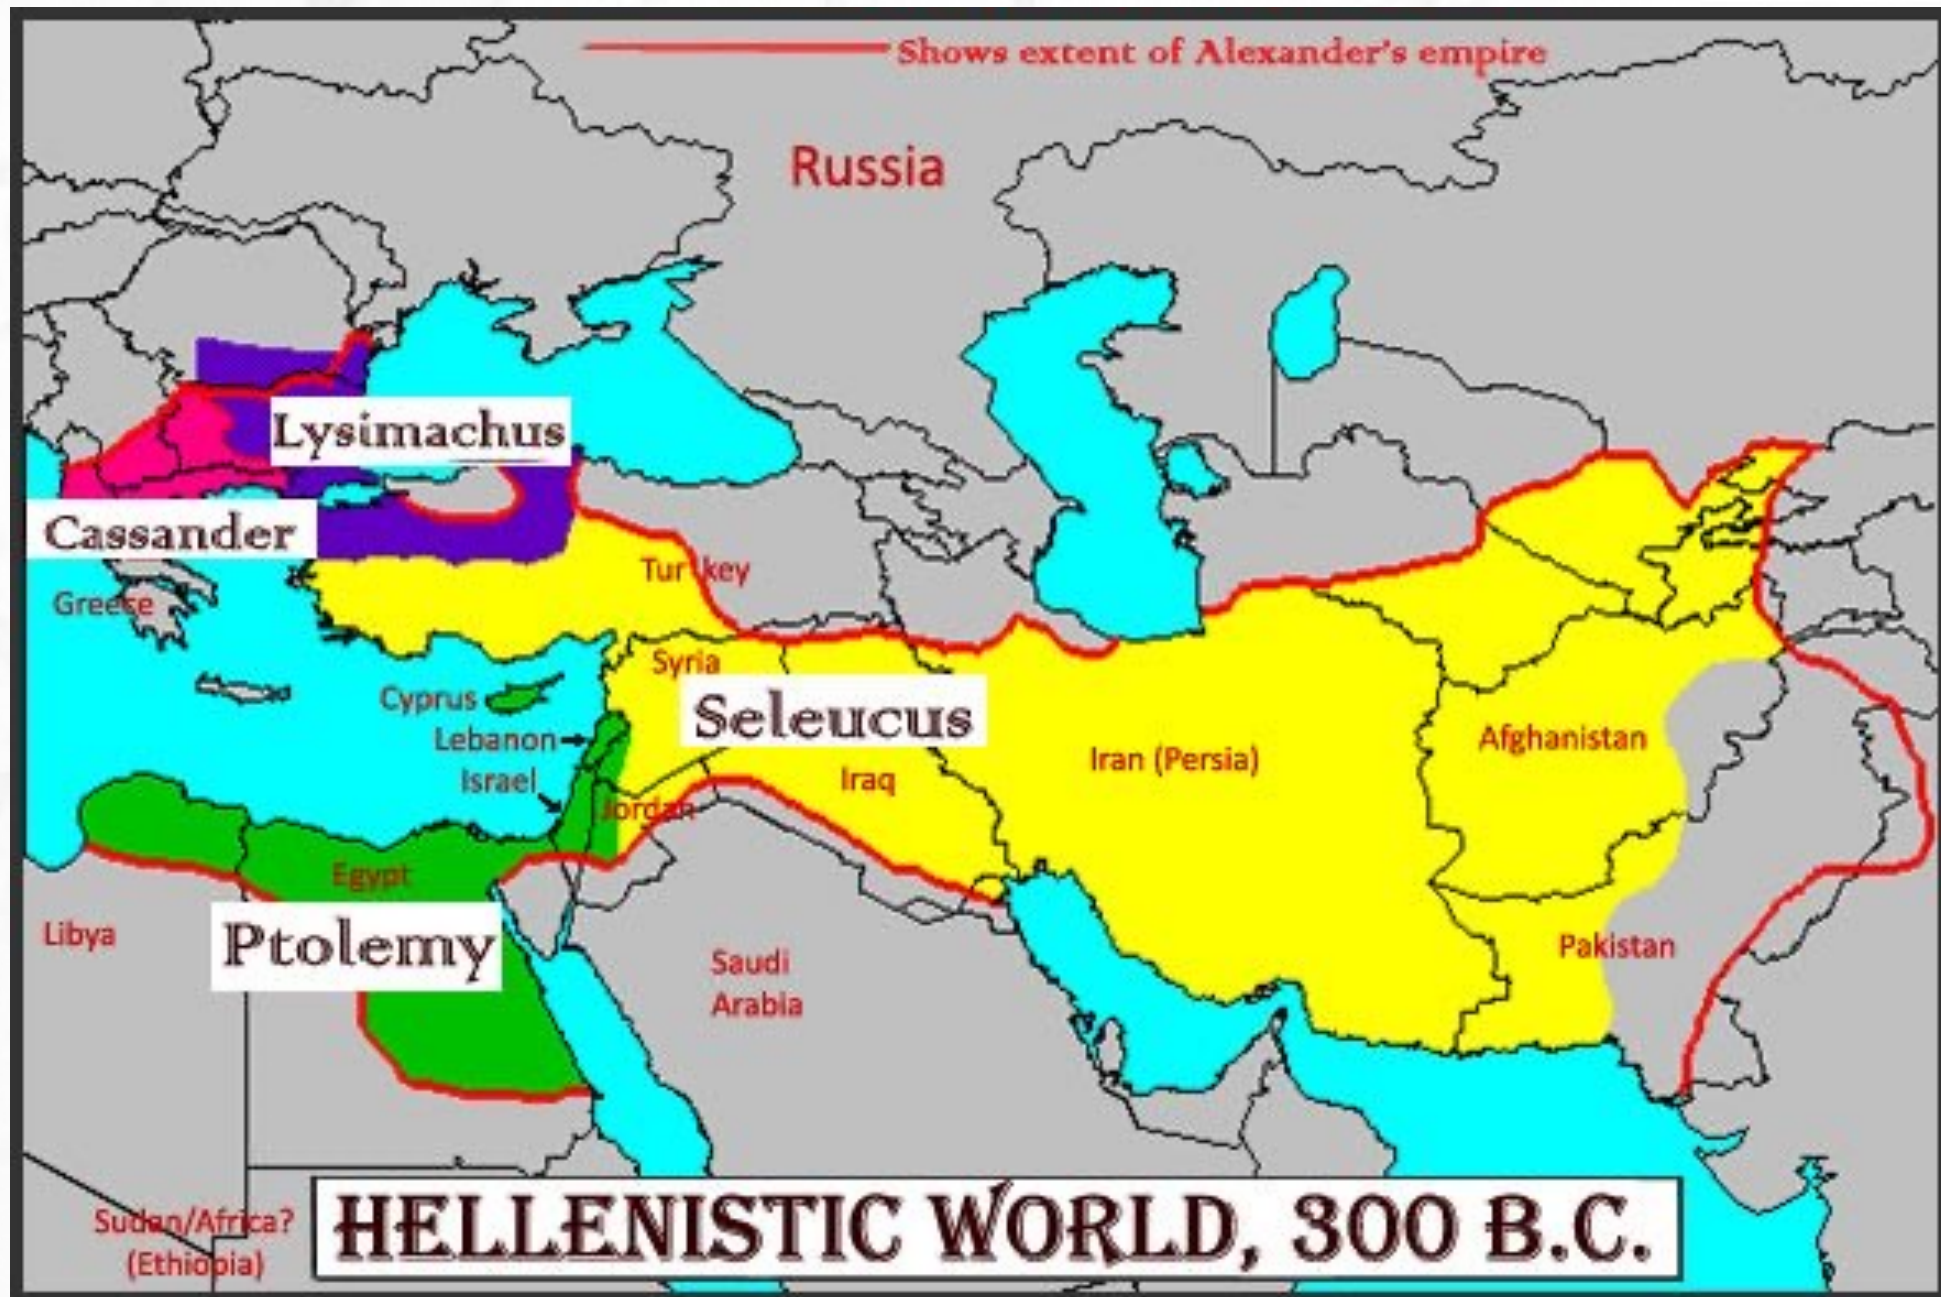 Shows extent of Alexander's empire
Russia
Lysimachus
Cassander
Greece
Turkey
Syria
Cyprus
Seleucus
Lebanon
Israel
Jordan
Iraq
Iran (Persia)
Afghanistan
Egypt
Libya
Ptolemy
Saudi
Arabia
Pakistan
Sudan/Africa?
(Ethiopia)
HELLENISTIC WORLD, 300 B.C.